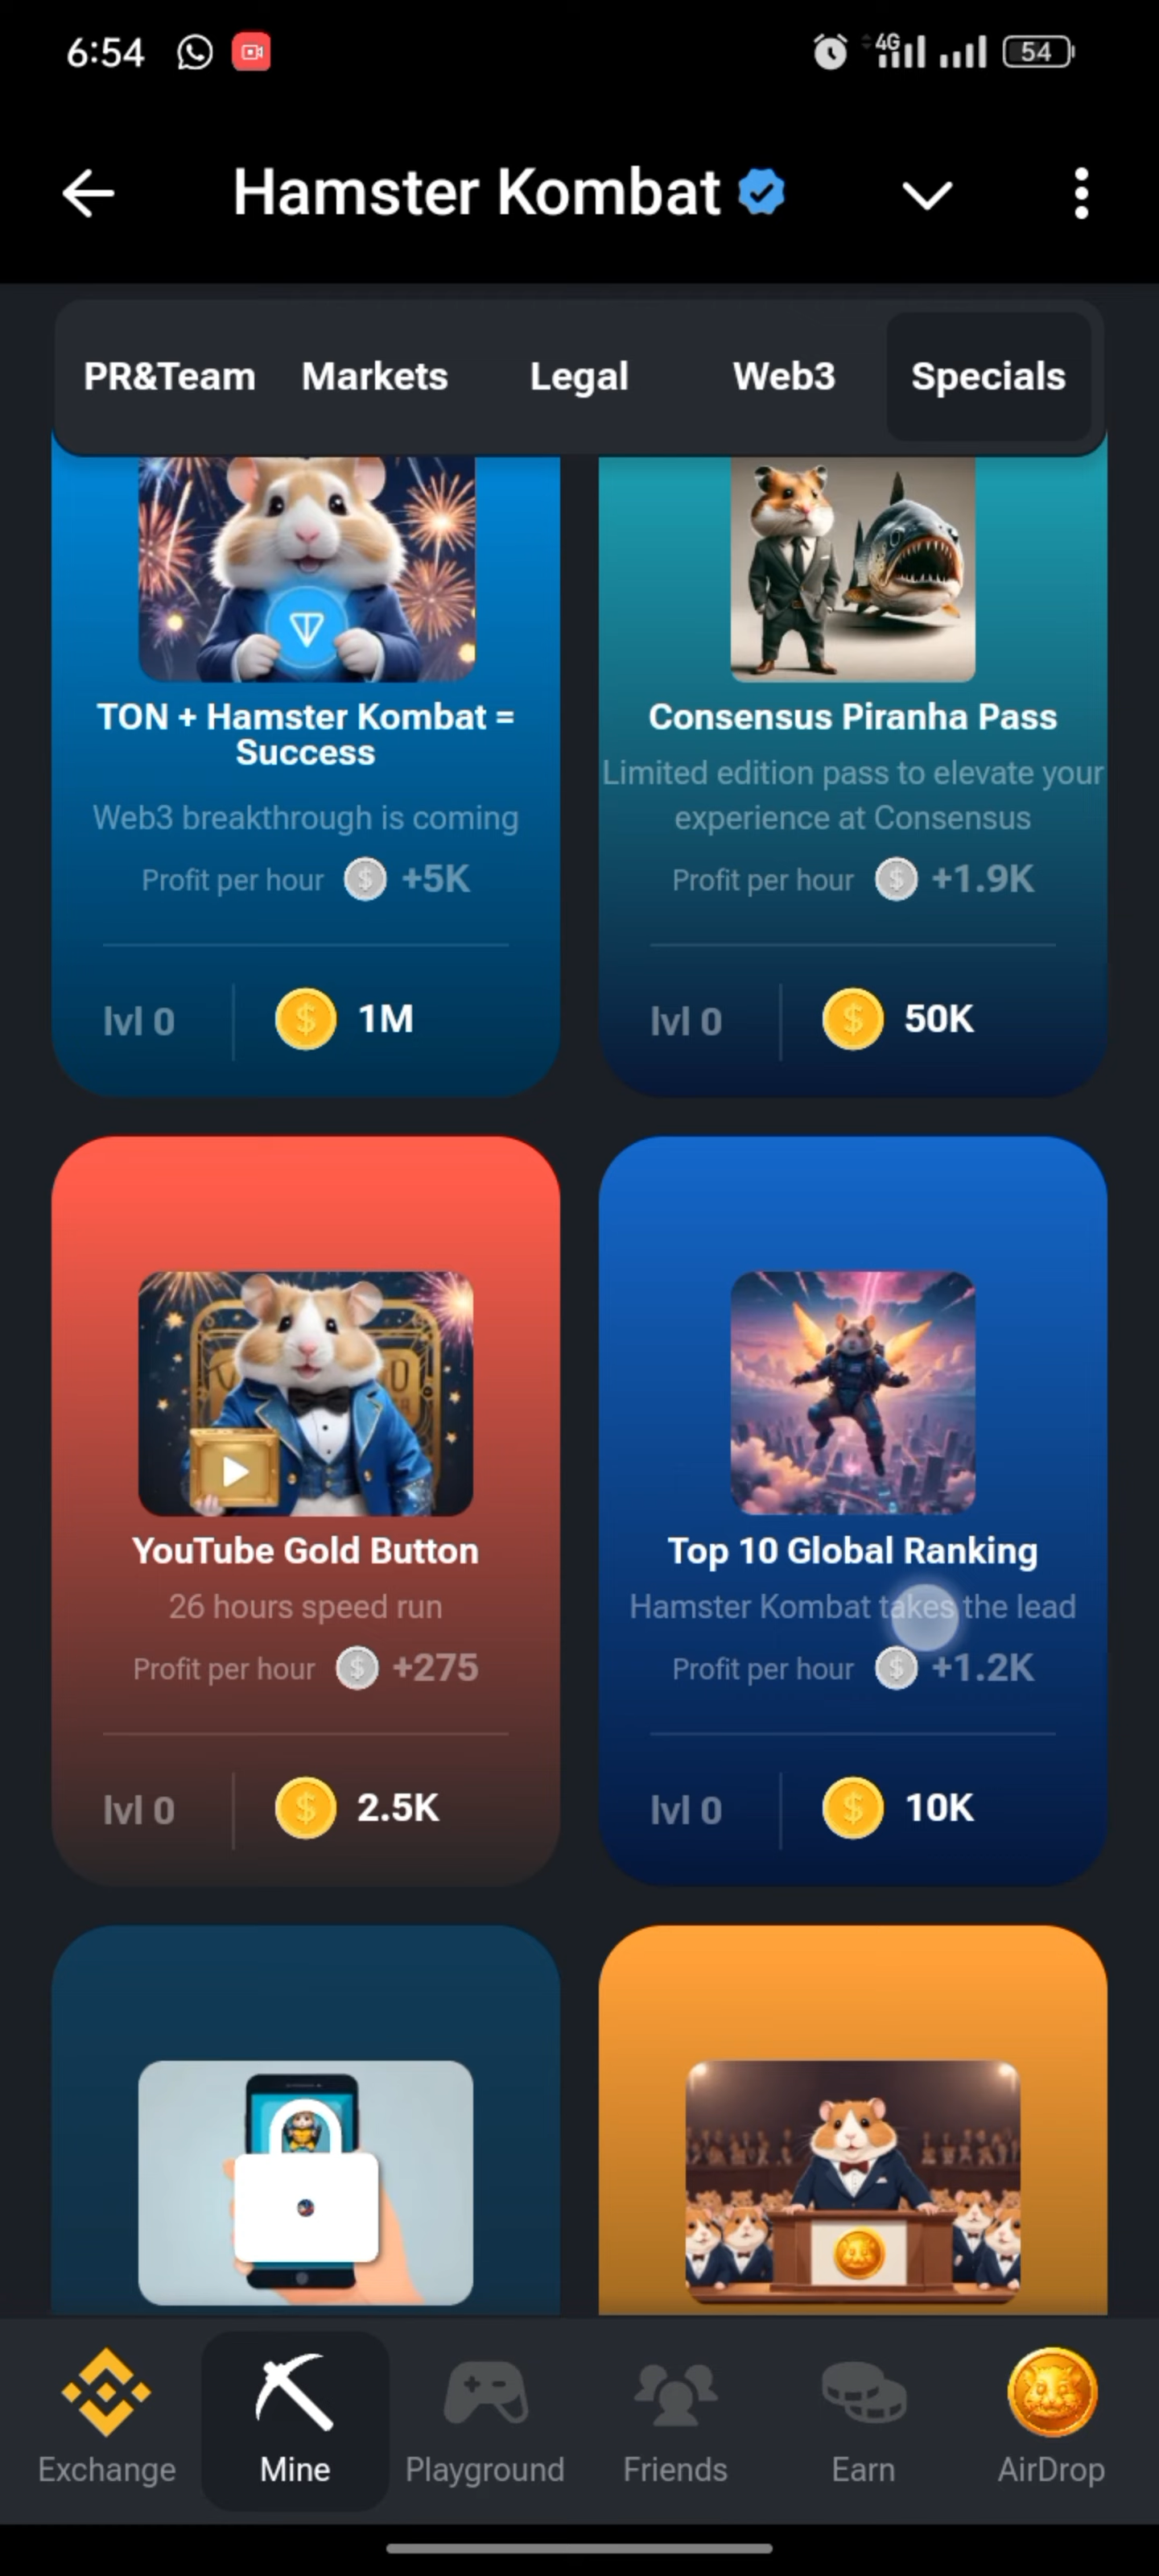 6:54
4G
54
Hamster Kombat
PR&Team Markets Legal Web3 Specials
TON + Hamster Kombat =
Success
Web3 breakthrough is coming
Profit per hour +5K
lvl 0 1M
Consensus Piranha Pass
Limited edition pass to elevate your
experience at Consensus
Profit per hour +1.9K
lvl 0 50K
YouTube Gold Button
26 hours speed run
Profit per hour +275
lvl 0 2.5K
Top 10 Global Ranking
Hamster Kombat takes the lead
Profit per hour +1.2K
lvl 0 10K
Exchange Mine Playground Friends Earn AirDrop